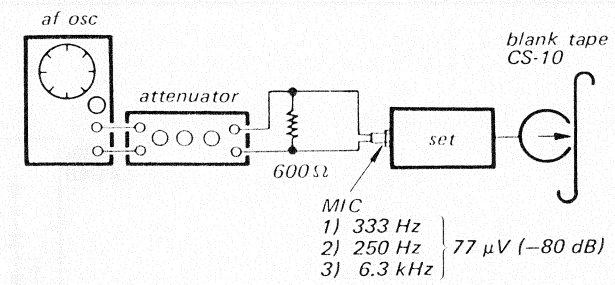 af osc
blank tape
CS-10
attenuator
set
600Ω
MIC
1) 333 Hz
2) 250 Hz
3) 6.3 kHz
77 µV (−80 dB)